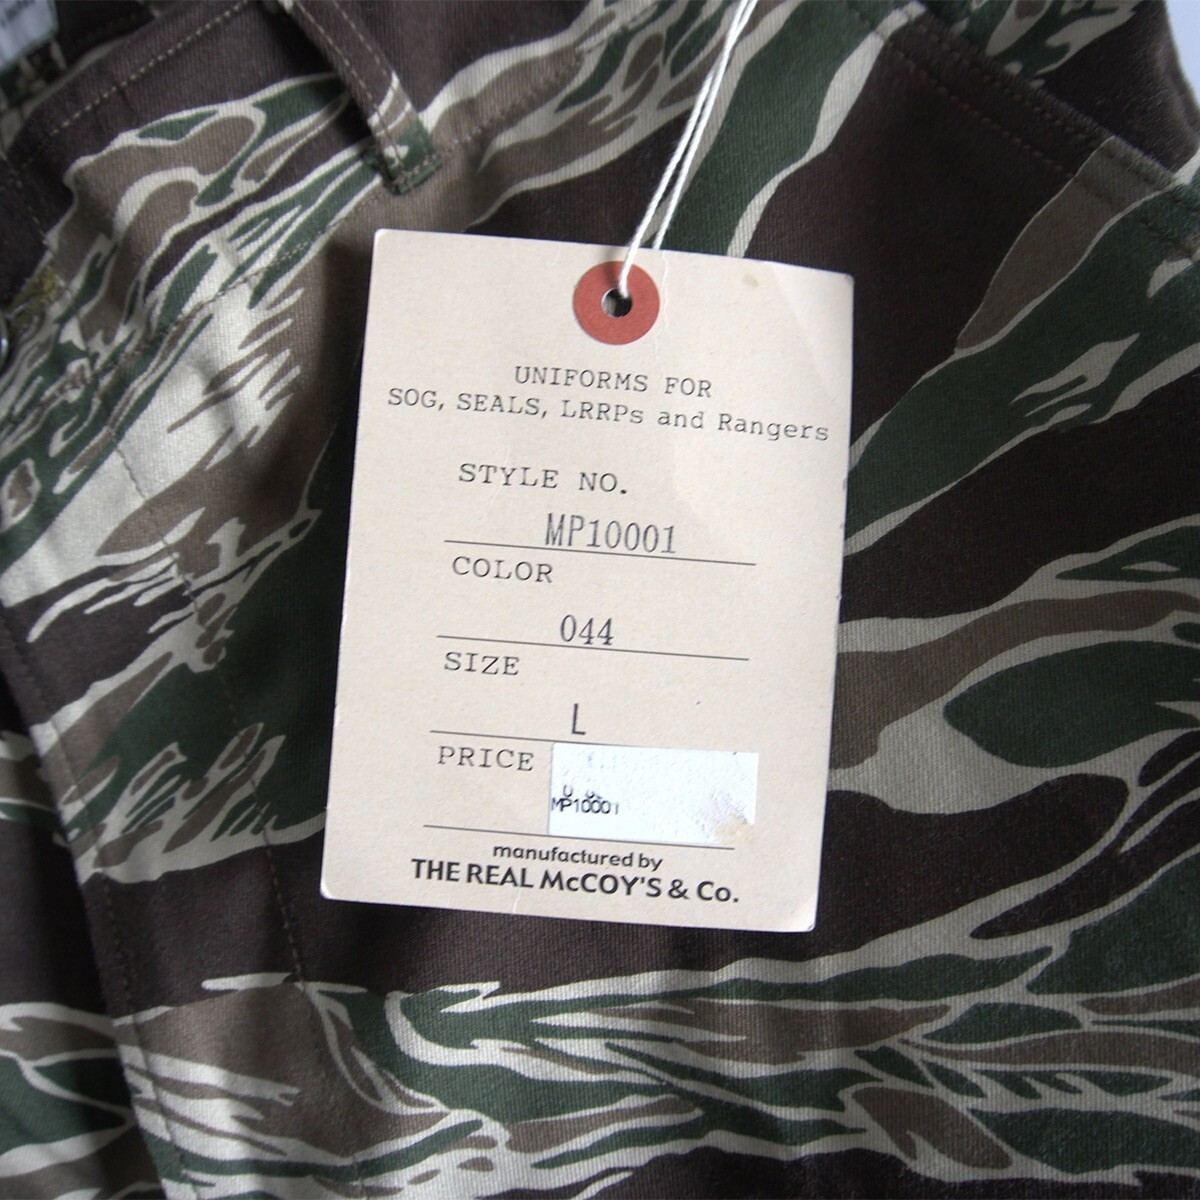 UNIFORMS FOR
SOG, SEALS, LRRPs and Rangers
STYLE NO.
MP10001
COLOR
044
SIZE
L
PRICE
MP10001
manufactured by
THE REAL McCOY'S & Co.